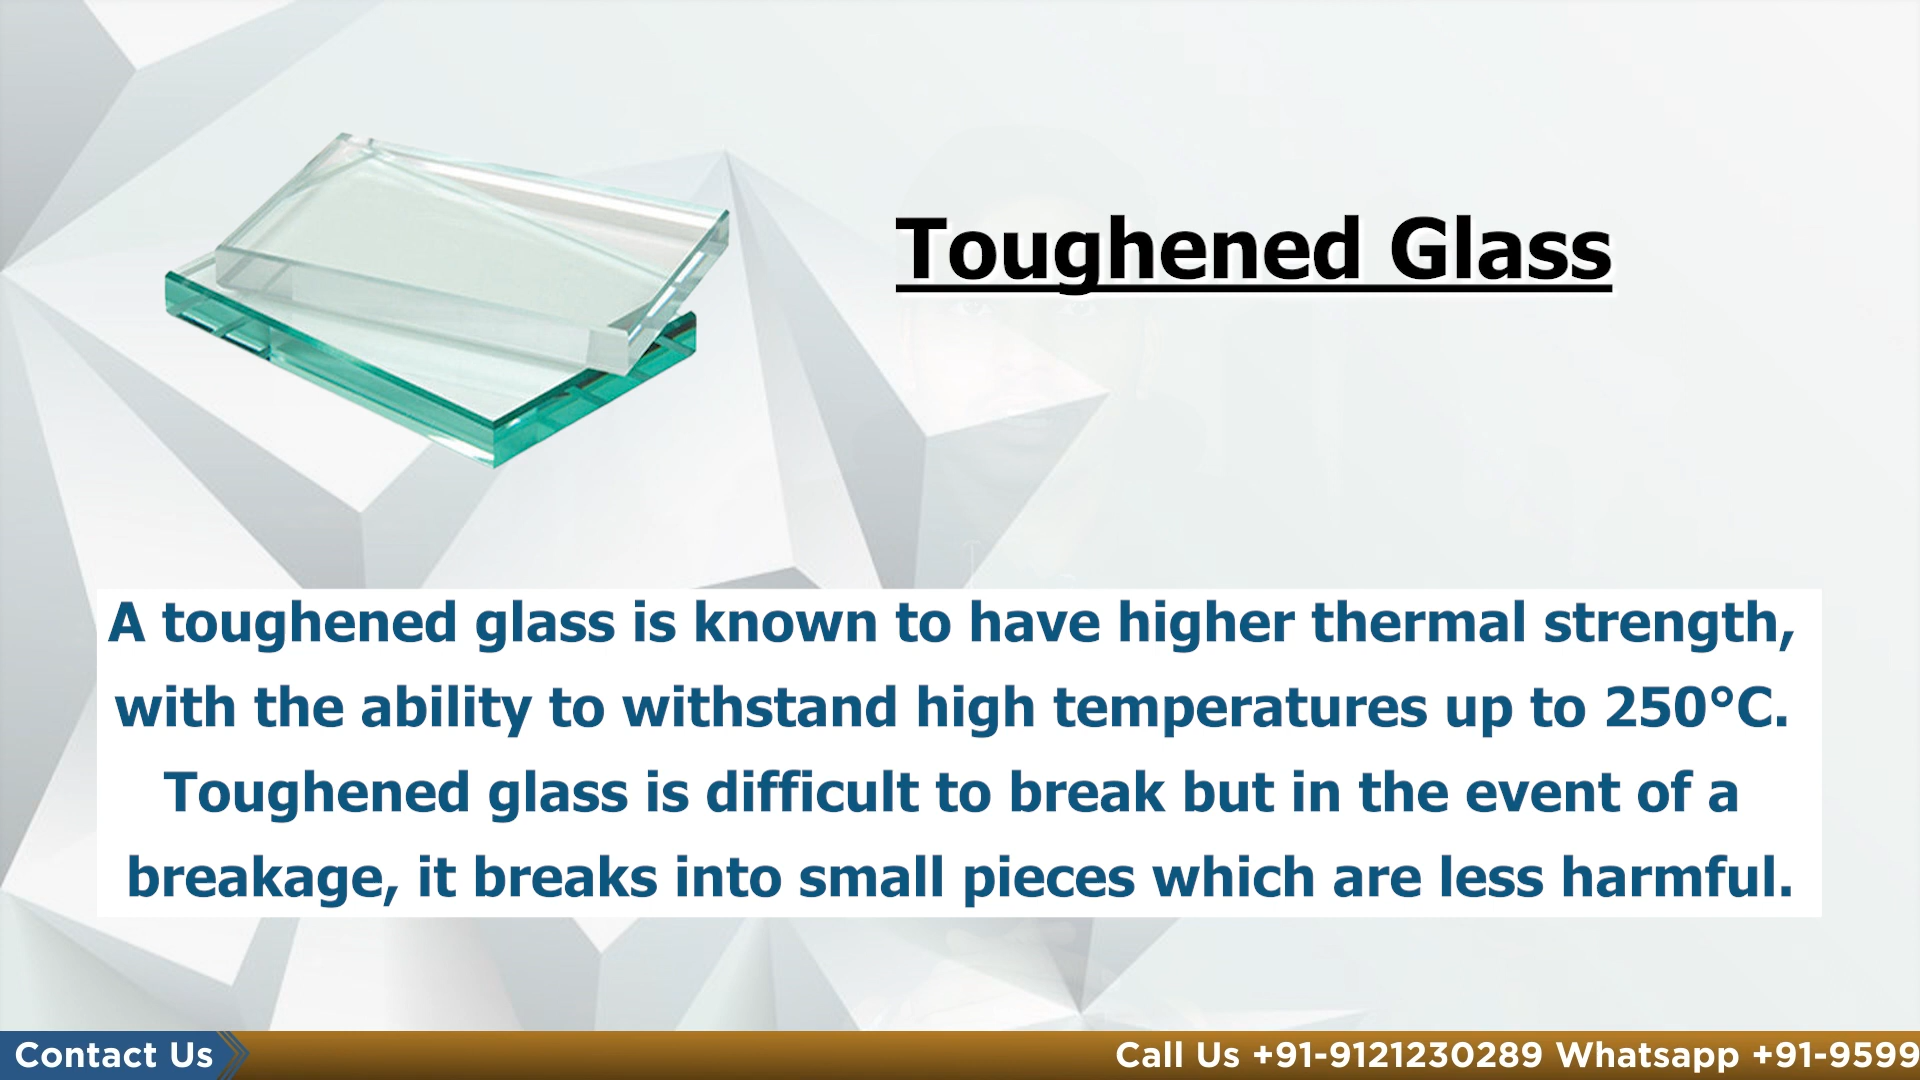 Toughened Glass
A toughened glass is known to have higher thermal strength,
with the ability to withstand high temperatures up to 250°C.
Toughened glass is difficult to break but in the event of a
breakage, it breaks into small pieces which are less harmful.
Contact Us
Call Us +91-9121230289 Whatsapp +91-9599